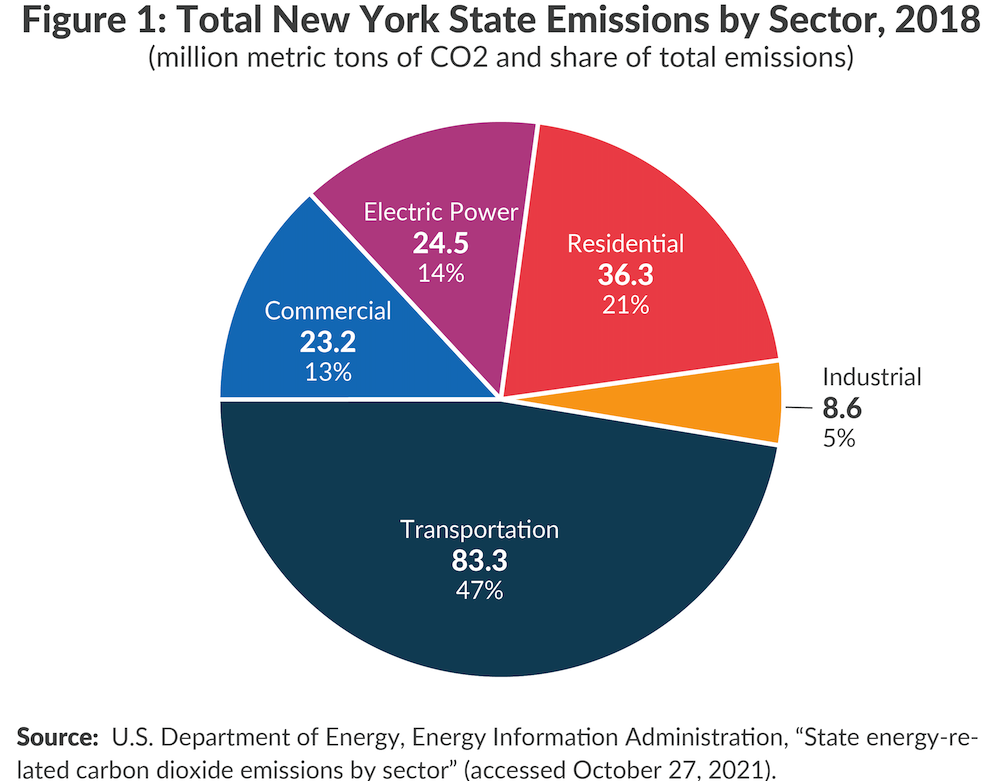 Figure 1: Total New York State Emissions by Sector, 2018
(million metric tons of CO2 and share of total emissions)
Electric Power
24.5
14%
Residential
36.3
21%
Commercial
23.2
13%
Industrial
8.6
5%
Transportation
83.3
47%
Source: U.S. Department of Energy, Energy Information Administration, “State energy-re-
lated carbon dioxide emissions by sector” (accessed October 27, 2021).